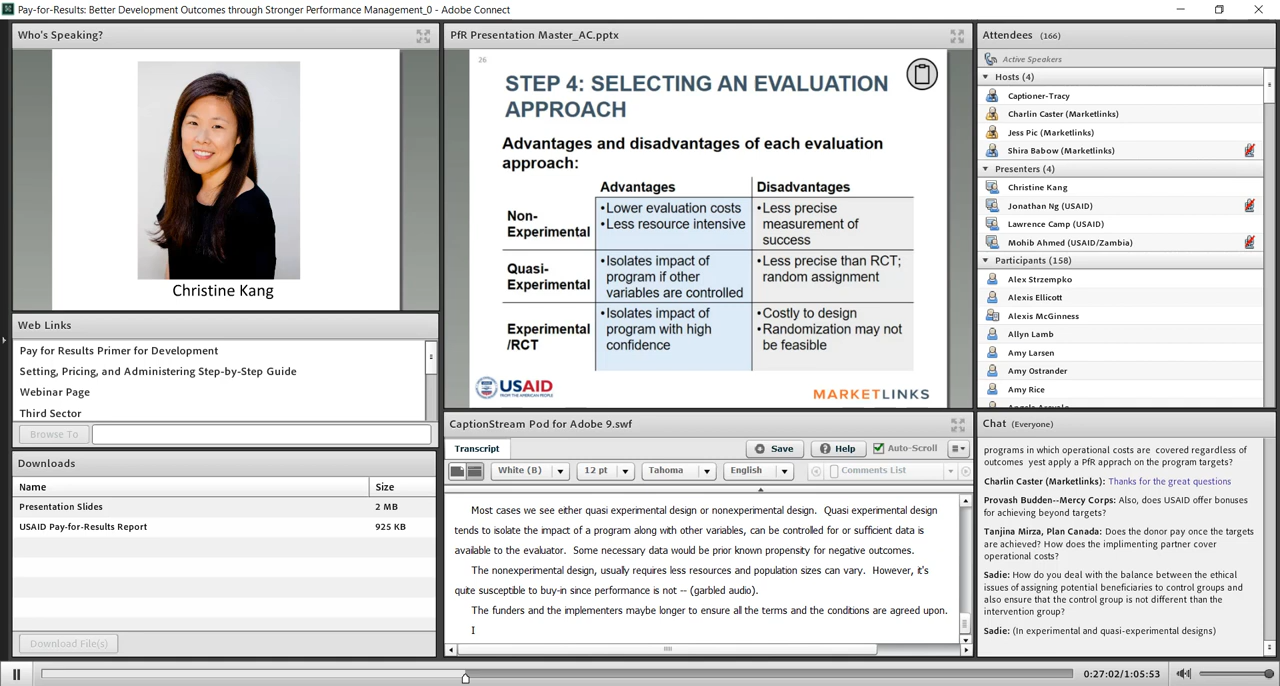 Pay-for-Results: Better Development Outcomes through Stronger Performance Management_0 - Adobe Connect
Who's Speaking?
Christine Kang
Web Links
Pay for Results Primer for Development
Setting, Pricing, and Administering Step-by-Step Guide
Webinar Page
Third Sector
Browse To
Downloads
Name
Size
Presentation Slides
2 MB
USAID Pay-for-Results Report
925 KB
Download File(s)
PfR Presentation Master_AC.pptx
26
STEP 4: SELECTING AN EVALUATION
APPROACH
Advantages and disadvantages of each evaluation
approach:
Advantages
Disadvantages
Non-
Experimental
•Lower evaluation costs
•Less resource intensive
•Less precise
measurement of
success
Quasi-
Experimental
•Isolates impact of
program if other
variables are controlled
•Less precise than RCT;
random assignment
Experimental
/RCT
•Isolates impact of
program with high
confidence
•Costly to design
•Randomization may not
be feasible
USAID
FROM THE AMERICAN PEOPLE
MARKETLINKS
CaptionStream Pod for Adobe 9.swf
Transcript
Save
Help
Auto-Scroll
White (B)
12 pt
Tahoma
English
Comments List
Most cases we see either quasi experimental design or nonexperimental design. Quasi experimental design
tends to isolate the impact of a program along with other variables, can be controlled for or sufficient data is
available to the evaluator. Some necessary data would be prior known propensity for negative outcomes.
The nonexperimental design, usually requires less resources and population sizes can vary. However, it's
quite susceptible to buy-in since performance is not -- (garbled audio).
The funders and the implementers maybe longer to ensure all the terms and the conditions are agreed upon.
I
Attendees (166)
Active Speakers
Hosts (4)
Captioner-Tracy
Charlin Caster (Marketlinks)
Jess Pic (Marketlinks)
Shira Babow (Marketlinks)
Presenters (4)
Christine Kang
Jonathan Ng (USAID)
Lawrence Camp (USAID)
Mohib Ahmed (USAID/Zambia)
Participants (158)
Alex Strzempko
Alexis Ellicott
Alexis McGinness
Allyn Lamb
Amy Larsen
Amy Ostrander
Amy Rice
Chat (Everyone)
programs in which operational costs are covered regardless of
outcomes yest apply a PfR apprach on the program targets?
Charlin Caster (Marketlinks): Thanks for the great questions
Provash Budden--Mercy Corps: Also, does USAID offer bonuses
for achieving beyond targets?
Tanjina Mirza, Plan Canada: Does the donor pay once the targets
are achieved? How does the implimenting partner cover
operational costs?
Sadie: How do you deal with the balance between the ethical
issues of assigning potential beneficiaries to control groups and
also ensure that the control group is not different than the
intervention group?
Sadie: (In experimental and quasi-experimental designs)
0:27:02/1:05:53